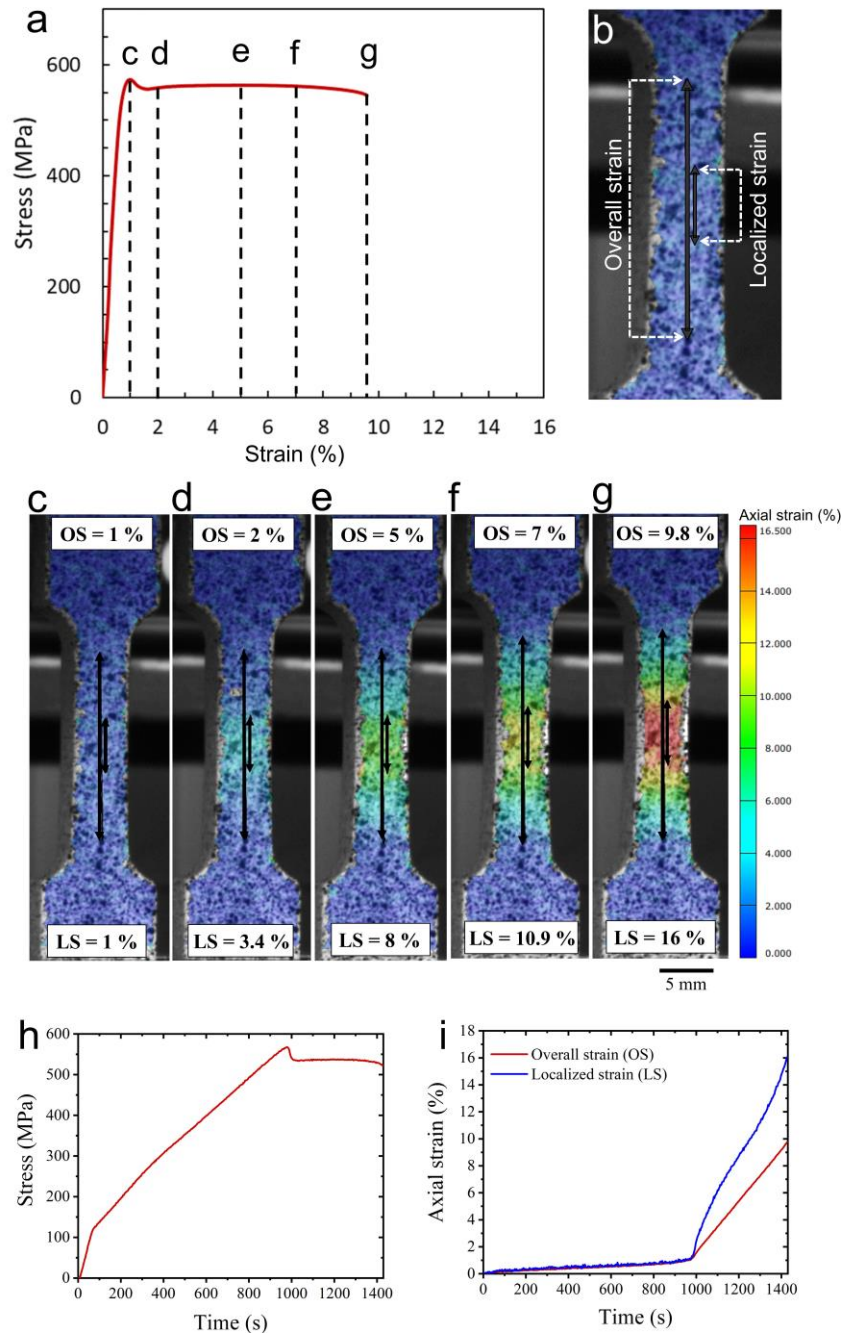 a
c d e f g
600
400
200
0
Stress (MPa)
0 2 4 6 8 10 12 14 16
Strain (%)
b
Overall strain
Localized strain
c d e f g
OS = 1 % OS = 2 % OS = 5 % OS = 7 % OS = 9.8 %
LS = 1 % LS = 3.4 % LS = 8 % LS = 10.9 % LS = 16 %
Axial strain (%)
16.500
14.000
12.000
10.000
8.000
6.000
4.000
2.000
0.000
5 mm
h
600
500
400
300
200
100
0
Stress (MPa)
0 200 400 600 800 1000 1200 1400
Time (s)
i
Overall strain (OS)
Localized strain (LS)
18
16
14
12
10
8
6
4
2
0
Axial strain (%)
0 200 400 600 800 1000 1200 1400
Time (s)